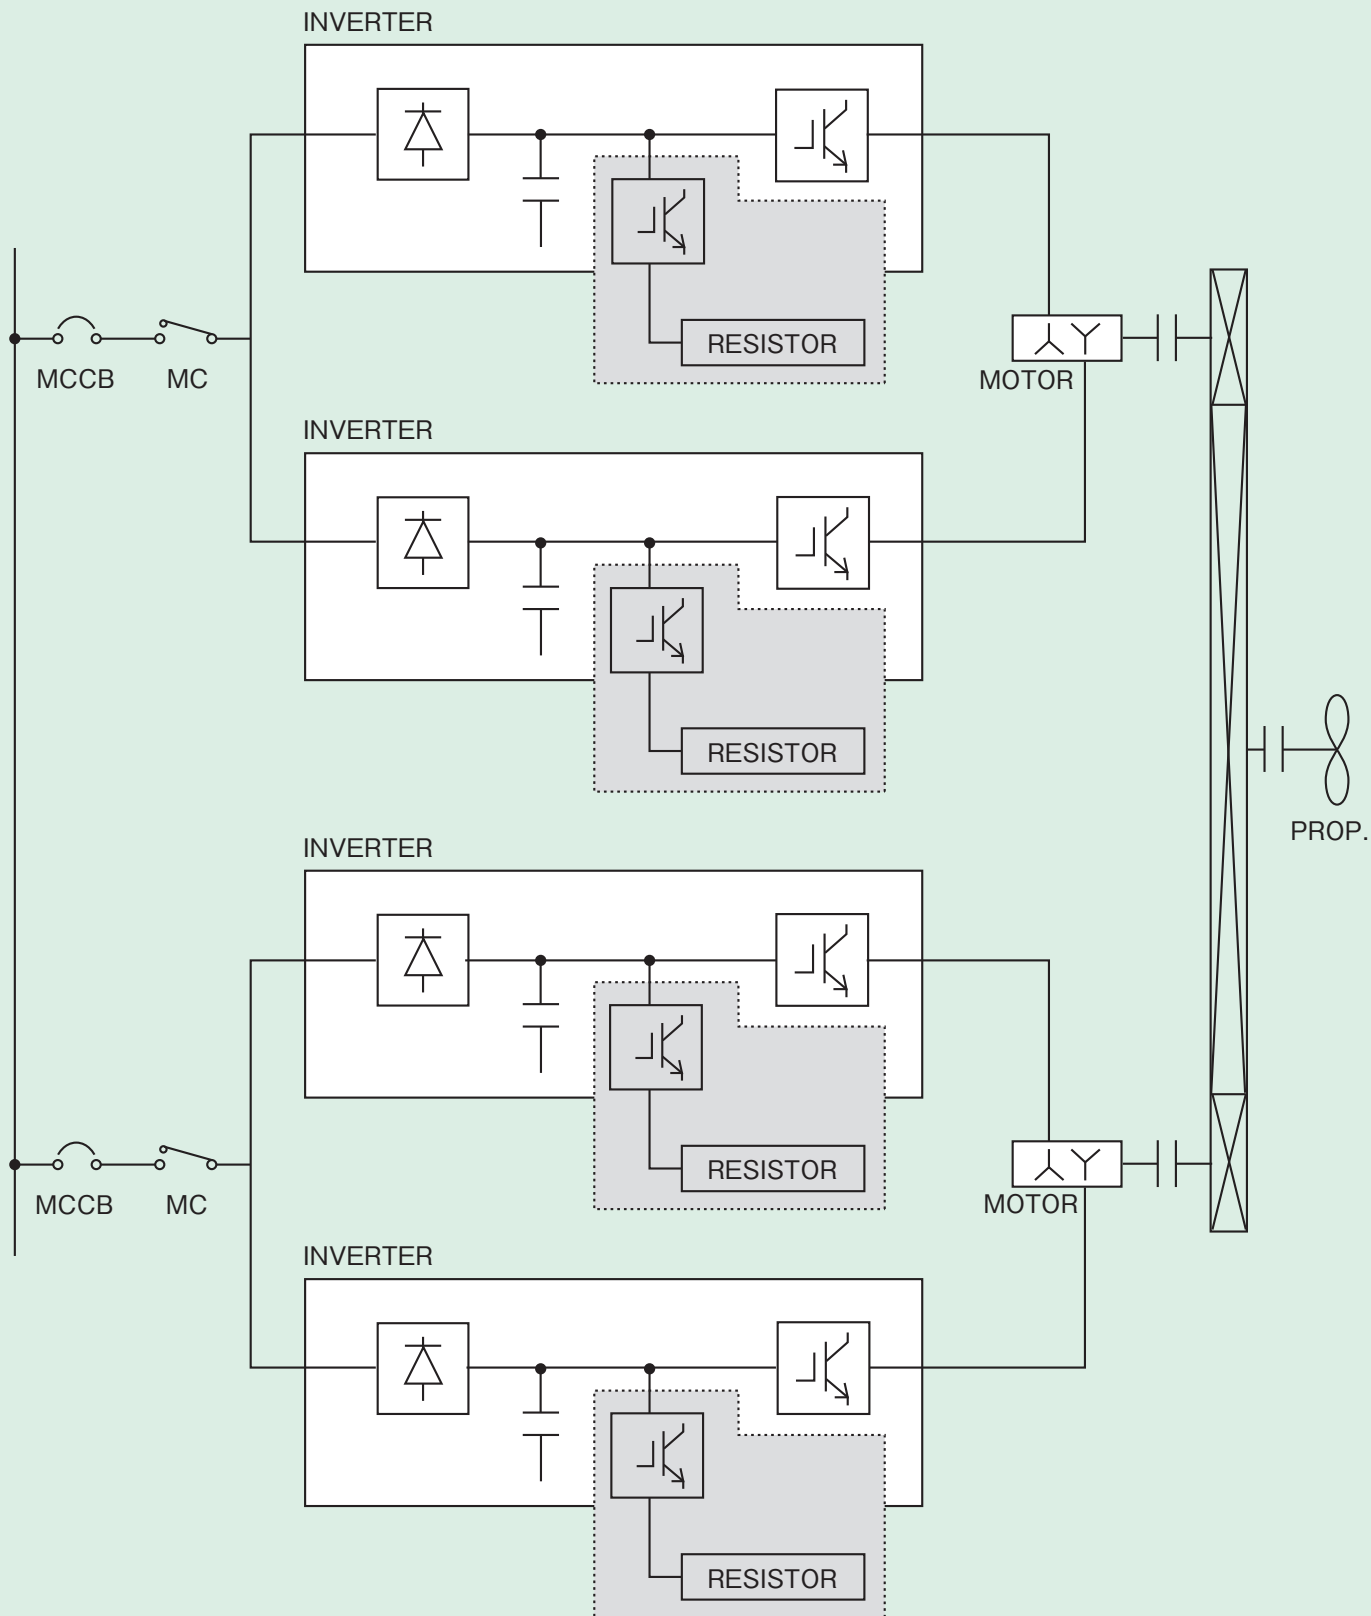 INVERTER
RESISTOR
MCCB
MC
MOTOR
INVERTER
RESISTOR
PROP.
INVERTER
RESISTOR
MCCB
MC
MOTOR
INVERTER
RESISTOR